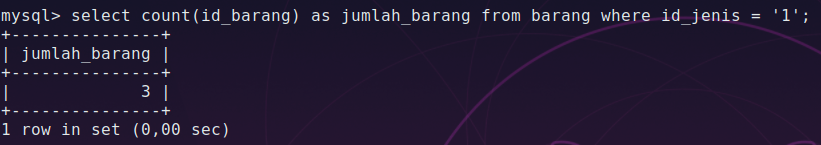 mysql> select count(id_barang) as jumlah_barang from barang where id_jenis = '1';
+---------------+
| jumlah_barang |
+---------------+
|             3 |
+---------------+
1 row in set (0,00 sec)